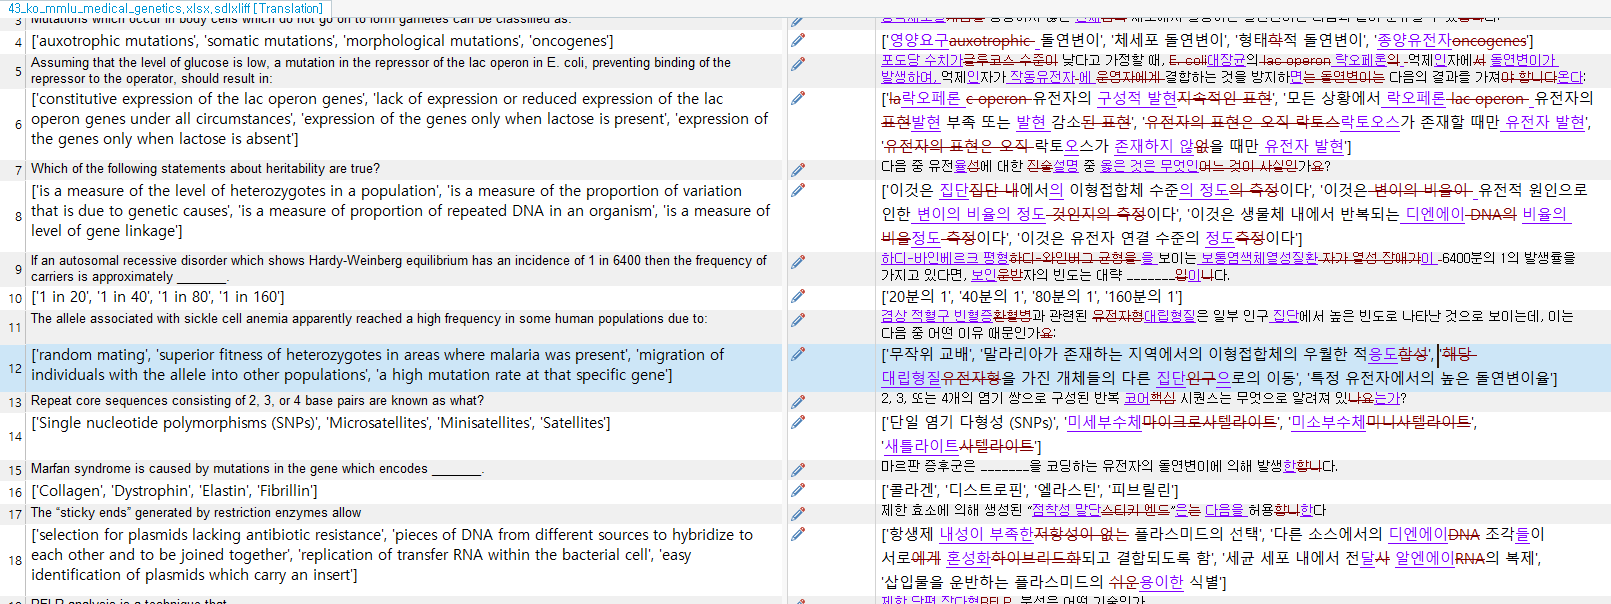 43_ko_mmlu_medical_genetics.xlsx.sdlxliff [Translation]
3 Mutations which occur in body cells which do not go on to form gametes can be classified as:
4 ['auxotrophic mutations', 'somatic mutations', 'morphological mutations', 'oncogenes']
['영양요구auxotrophic 돌연변이', '체세포 돌연변이', '형태학적 돌연변이', '종양유전자oncogenes']
5 Assuming that the level of glucose is low, a mutation in the repressor of the lac operon in E. coli, preventing binding of the
repressor to the operator, should result in:
포도당 수치가글루코스 수준이 낮다고 가정할 때, E. coli대장균의 lac operon 락오페론의 억제인자에서 돌연변이가
발생하여, 억제인자가 작동유전자에 운영자에게 결합하는 것을 방지하면는 돌연변이는 다음의 결과를 가져야 합니다온다:
6 ['constitutive expression of the lac operon genes', 'lack of expression or reduced expression of the lac
operon genes under all circumstances', 'expression of the genes only when lactose is present', 'expression of
the genes only when lactose is absent']
['la락오페론 c operon 유전자의 구성적 발현지속적인 표현', '모든 상황에서 락오페론 lac operon 유전자의
표현발현 부족 또는 발현 감소된 표현', '유전자의 표현은 오직 락토스락토오스가 존재할 때만 유전자 발현',
'유전자의 표현은 오직 락토오스가 존재하지 않없을 때만 유전자 발현']
7 Which of the following statements about heritability are true?
다음 중 유전율성에 대한 진술설명 중 옳은 것은 무엇인어느 것이 사실인가요?
8 ['is a measure of the level of heterozygotes in a population', 'is a measure of the proportion of variation
that is due to genetic causes', 'is a measure of proportion of repeated DNA in an organism', 'is a measure of
level of gene linkage']
['이것은 집단집단 내에서의 이형접합체 수준의 정도의 측정이다', '이것은 변이의 비율이 유전적 원인으로
인한 변이의 비율의 정도 것인지의 측정이다', '이것은 생물체 내에서 반복되는 디엔에이 DNA의 비율의
비율정도 측정이다', '이것은 유전자 연결 수준의 정도측정이다']
9 If an autosomal recessive disorder which shows Hardy-Weinberg equilibrium has an incidence of 1 in 6400 then the frequency of
carriers is approximately ________.
하디-바인베르크 평형하디-와인버그 균형을 을 보이는 보통염색체열성질환 자가 열성 장애가이 6400분의 1의 발생률을
가지고 있다면, 보인운반자의 빈도는 대략 ________입이니다.
10 ['1 in 20', '1 in 40', '1 in 80', '1 in 160']
['20분의 1', '40분의 1', '80분의 1', '160분의 1']
11 The allele associated with sickle cell anemia apparently reached a high frequency in some human populations due to:
겸상 적혈구 빈혈증환혈병과 관련된 유전자형대립형질은 일부 인구 집단에서 높은 빈도로 나타난 것으로 보이는데, 이는
다음 중 어떤 이유 때문인가요:
12 ['random mating', 'superior fitness of heterozygotes in areas where malaria was present', 'migration of
individuals with the allele into other populations', 'a high mutation rate at that specific gene']
['무작위 교배', '말라리아가 존재하는 지역에서의 이형접합체의 우월한 적응도합성', '해당
대립형질유전자형을 가진 개체들의 다른 집단인구으로의 이동', '특정 유전자에서의 높은 돌연변이율']
13 Repeat core sequences consisting of 2, 3, or 4 base pairs are known as what?
2, 3, 또는 4개의 염기 쌍으로 구성된 반복 코어핵심 시퀀스는 무엇으로 알려져 있나요는가?
14 ['Single nucleotide polymorphisms (SNPs)', 'Microsatellites', 'Minisatellites', 'Satellites']
['단일 염기 다형성 (SNPs)', '미세부수체마이크로사텔라이트', '미소부수체미니사텔라이트',
'새틀라이트사텔라이트']
15 Marfan syndrome is caused by mutations in the gene which encodes ________.
마르판 증후군은 ________을 코딩하는 유전자의 돌연변이에 의해 발생한합니다.
16 ['Collagen', 'Dystrophin', 'Elastin', 'Fibrillin']
['콜라겐', '디스트로핀', '엘라스틴', '피브릴린']
17 The “sticky ends” generated by restriction enzymes allow
제한 효소에 의해 생성된 “점착성 말단스티키 엔드”은는 다음을 허용합니한다
18 ['selection for plasmids lacking antibiotic resistance', 'pieces of DNA from different sources to hybridize to
each other and to be joined together', 'replication of transfer RNA within the bacterial cell', 'easy
identification of plasmids which carry an insert']
['항생제 내성이 부족한저항성이 없는 플라스미드의 선택', '다른 소스에서의 디엔에이DNA 조각들이
서로에게 혼성화하이브리드화되고 결합되도록 함', '세균 세포 내에서 전달사 알엔에이RNA의 복제',
'삽입물을 운반하는 플라스미드의 쉬운용이한 식별']